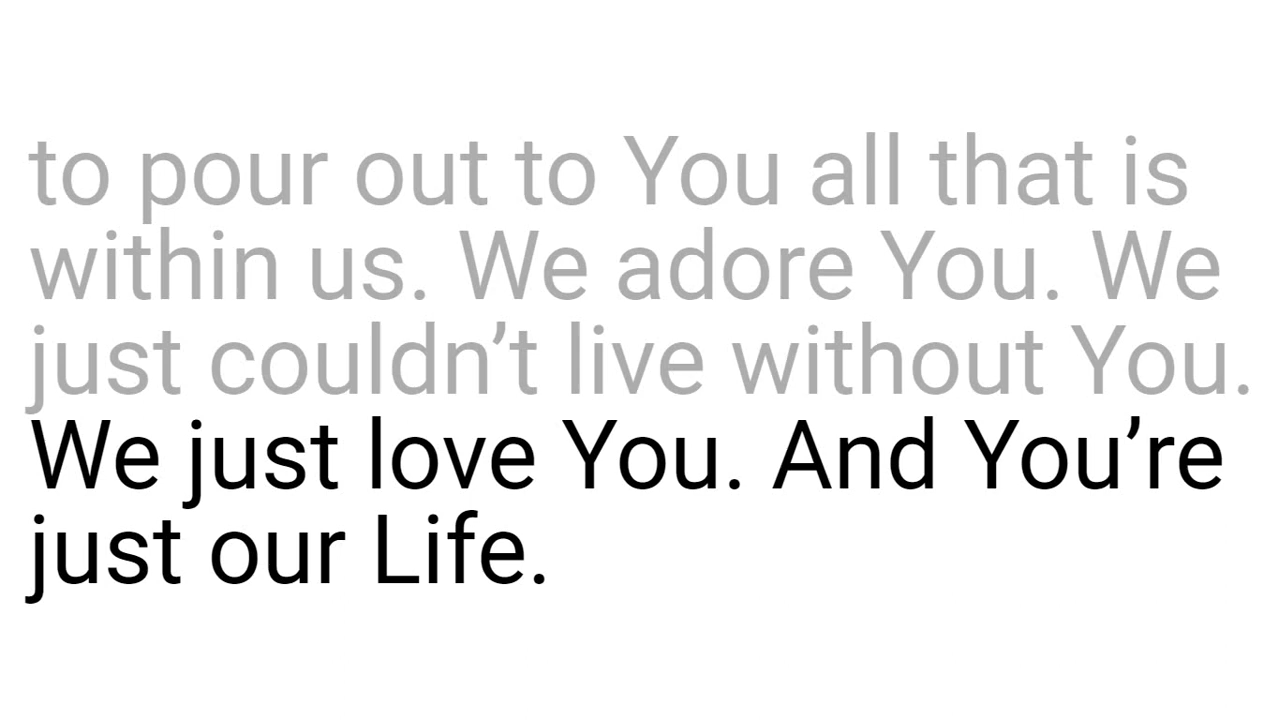 to pour out to You all that is
within us. We adore You. We
just couldn’t live without You.
We just love You. And You’re
just our Life.